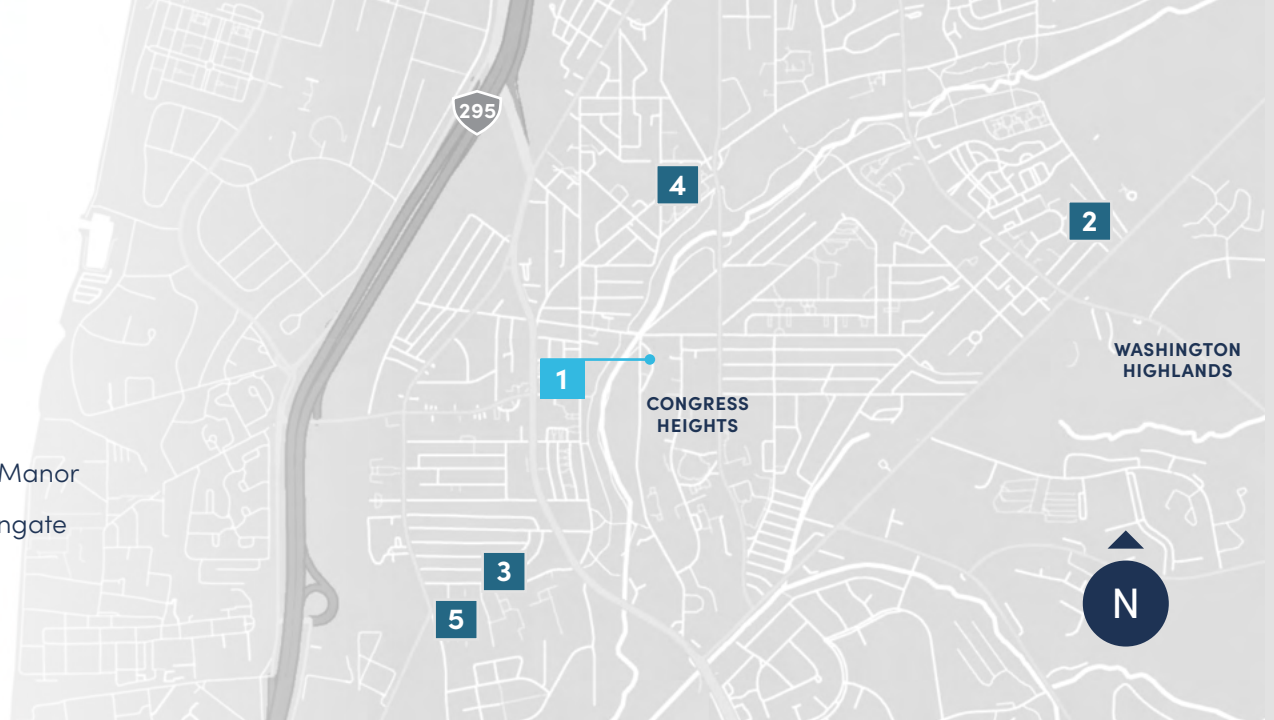 295
4
2
WASHINGTON
HIGHLANDS
1
CONGRESS
HEIGHTS
Manor
ngate
3
5
N